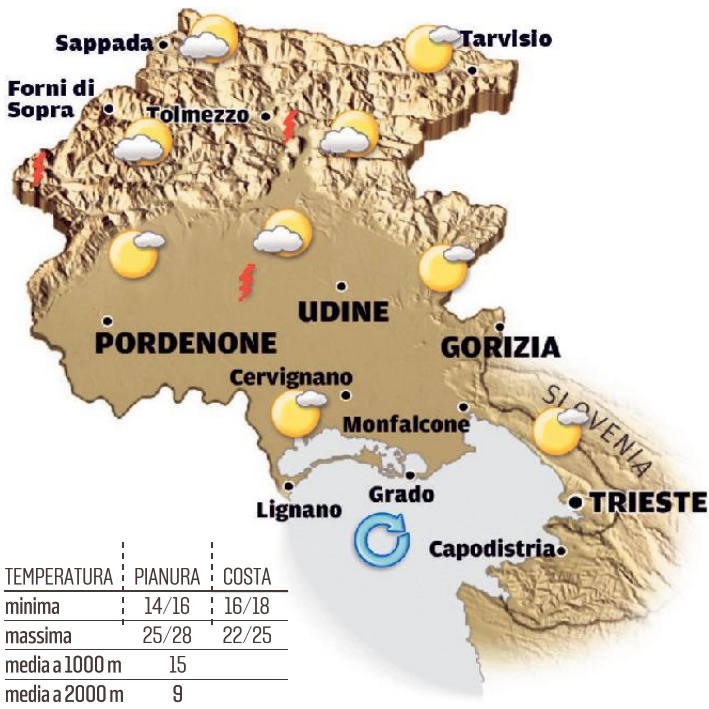 Sappada
Tarvisio
Forni di
Sopra
Tolmezzo
UDINE
PORDENONE
GORIZIA
Cervignano
SLOVENIA
Monfalcone
Grado
Lignano
TRIESTE
Capodistria
TEMPERATURA PIANURA COSTA
minima 14/16 16/18
massima 25/28 22/25
media a 1000 m 15
media a 2000 m 9